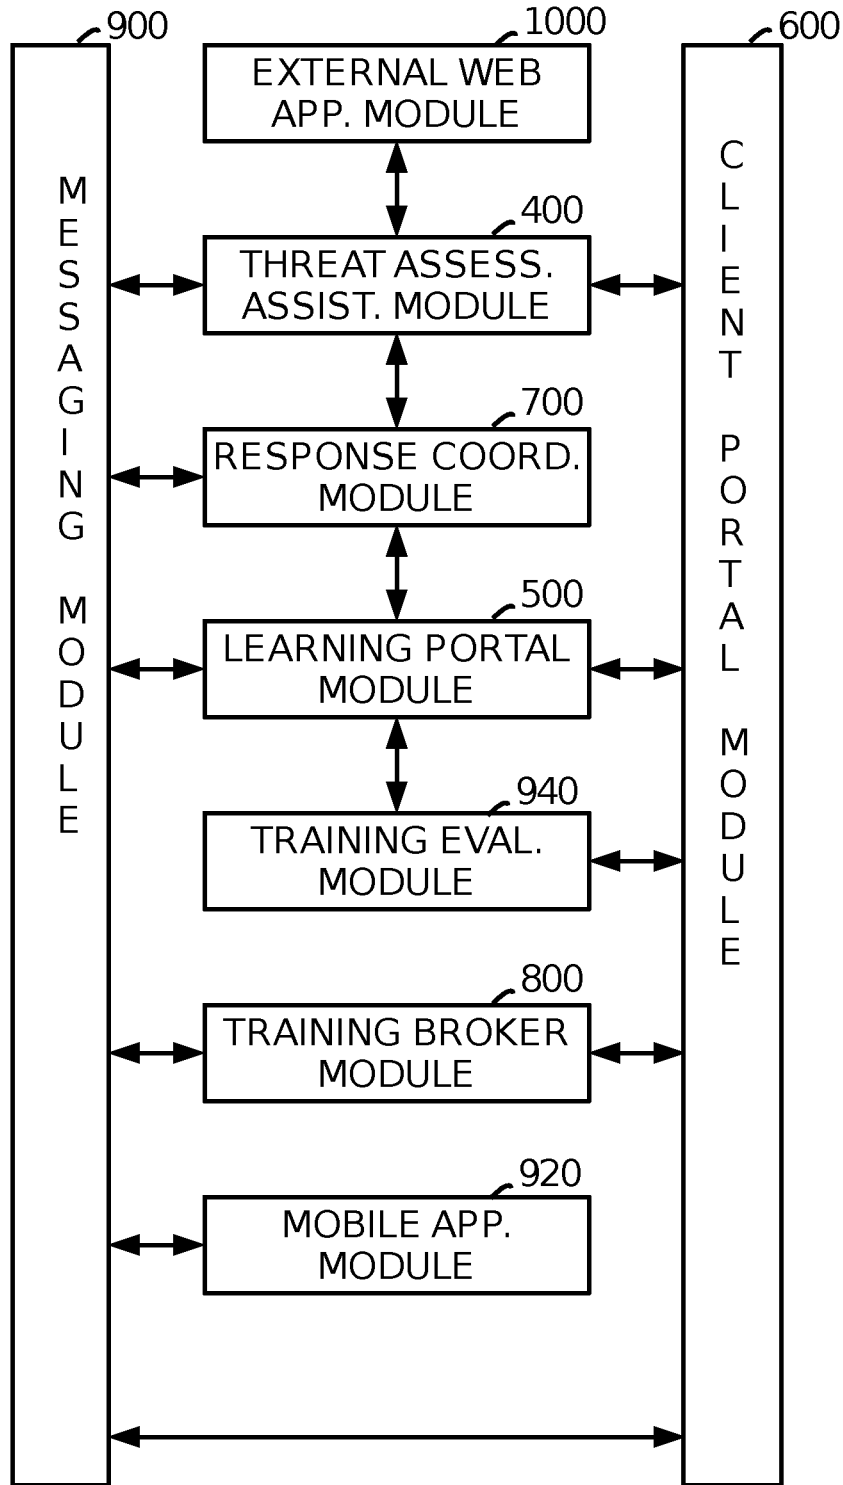 900
1000
600
EXTERNAL WEB
APP. MODULE
MESSAGING MODULE
CLIENT PORTAL MODULE
400
THREAT ASSESS.
ASSIST. MODULE
700
RESPONSE COORD.
MODULE
500
LEARNING PORTAL
MODULE
940
TRAINING EVAL.
MODULE
800
TRAINING BROKER
MODULE
920
MOBILE APP.
MODULE